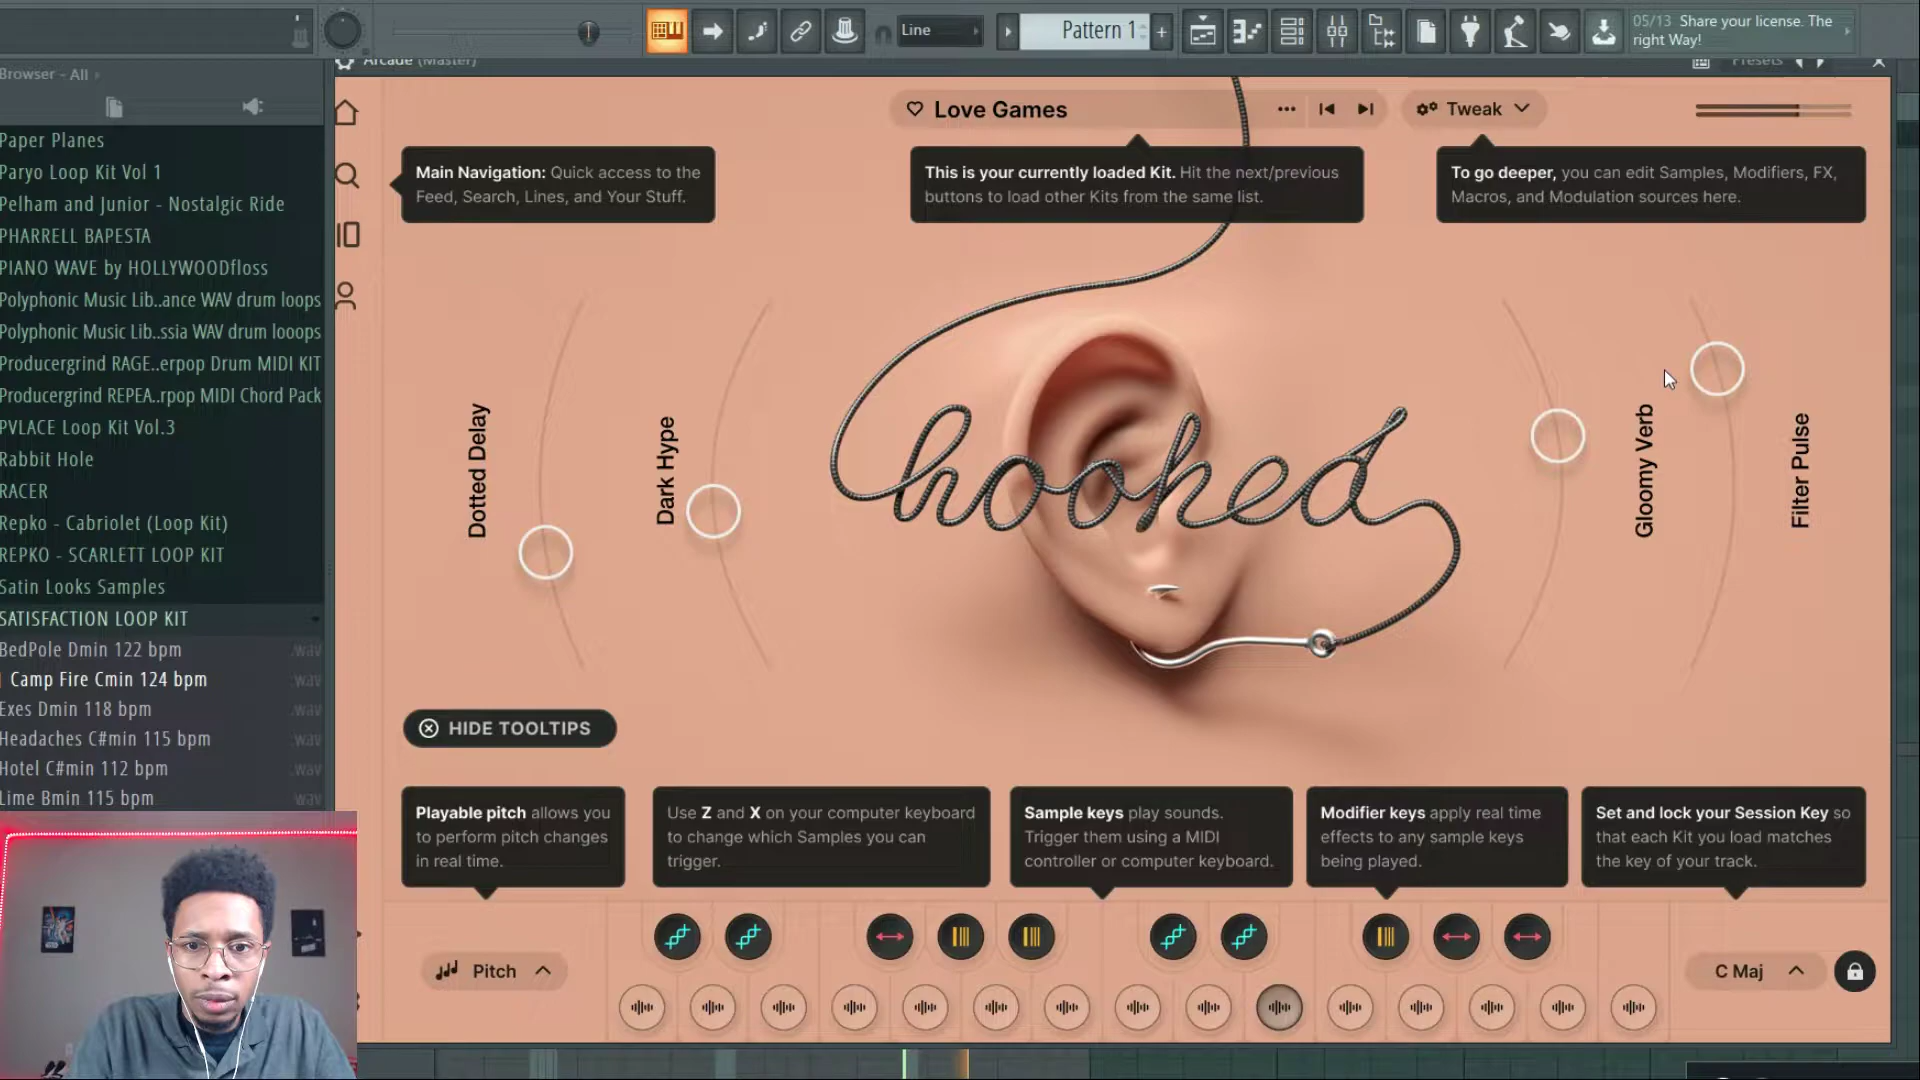 Line
Pattern 1
05/13 Share your license. The
right Way!
Arcade (Master)
Presets
Browser - All
Paper Planes
Paryo Loop Kit Vol 1
Pelham and Junior - Nostalgic Ride
PHARRELL BAPESTA
PIANO WAVE by HOLLYWOODfloss
Polyphonic Music Lib..ance WAV drum loops
Polyphonic Music Lib..ssia WAV drum looops
Producergrind RAGE..erpop Drum MIDI KIT
Producergrind REPEA..rpop MIDI Chord Pack
PVLACE Loop Kit Vol.3
Rabbit Hole
RACER
Repko - Cabriolet (Loop Kit)
REPKO - SCARLETT LOOP KIT
Satin Looks Samples
SATISFACTION LOOP KIT
BedPole Dmin 122 bpm .wav
Camp Fire Cmin 124 bpm .wav
Exes Dmin 118 bpm .wav
Headaches C#min 115 bpm .wav
Hotel C#min 112 bpm .wav
Lime Bmin 115 bpm .wav
Love Games
Tweak
Main Navigation: Quick access to the
Feed, Search, Lines, and Your Stuff.
This is your currently loaded Kit. Hit the next/previous
buttons to load other Kits from the same list.
To go deeper, you can edit Samples, Modifiers, FX,
Macros, and Modulation sources here.
Dotted Delay
Dark Hype
hooked
Gloomy Verb
Filter Pulse
HIDE TOOLTIPS
Playable pitch allows you
to perform pitch changes
in real time.
Use Z and X on your computer keyboard
to change which Samples you can
trigger.
Sample keys play sounds.
Trigger them using a MIDI
controller or computer keyboard.
Modifier keys apply real time
effects to any sample keys
being played.
Set and lock your Session Key so
that each Kit you load matches
the key of your track.
Pitch
C Maj